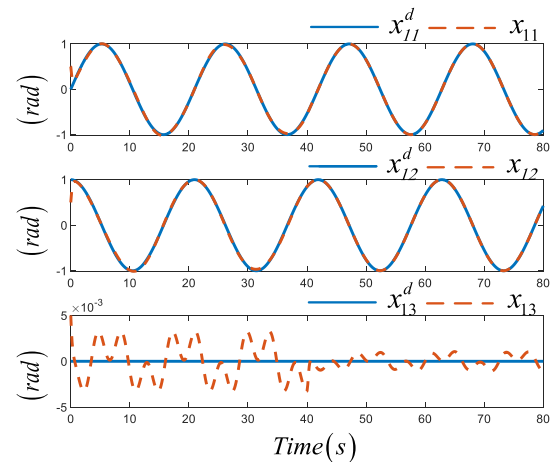 x_{11}^{d} x_{11}
1
0
-1
(rad)
0 10 20 30 40 50 60 70 80
x_{12}^{d} x_{12}
1
0
-1
(rad)
0 10 20 30 40 50 60 70 80
x_{13}^{d} x_{13}
×10^{-3}
5
0
-5
(rad)
0 10 20 30 40 50 60 70 80
Time(s)